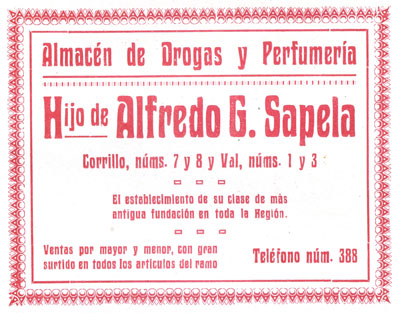 Almacén de Drogas y Perfumería
Hijo de Alfredo G. Sapela
Corrillo, núms. 7 y 8 y Val, núms. 1 y 3
El establecimiento de su clase de más
antigua fundación en toda la Región.
Ventas por mayor y menor, con gran
surtido en todos los artículos del ramo
Teléfono núm. 388